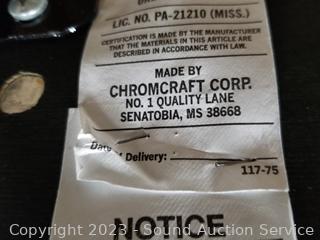 LIC. NO. PA-21210 (MISS.)
CERTIFICATION IS MADE BY THE MANUFACTURER
THAT THE MATERIALS IN THIS ARTICLE ARE
DESCRIBED IN ACCORDANCE WITH LAW.
MADE BY
CHROMCRAFT CORP.
NO. 1 QUALITY LANE
SENATOBIA, MS 38668
Date of Delivery:
117-75
NOTICE
Copyright © 2023 - Sound Auction Service